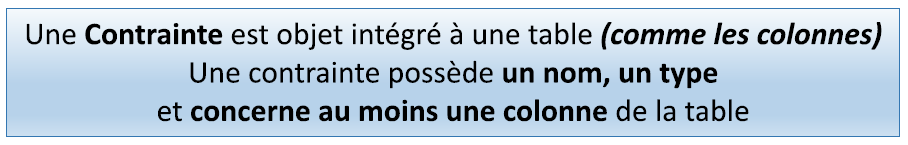 Une Contrainte est objet intégré à une table (comme les colonnes)
Une contrainte possède un nom, un type
et concerne au moins une colonne de la table